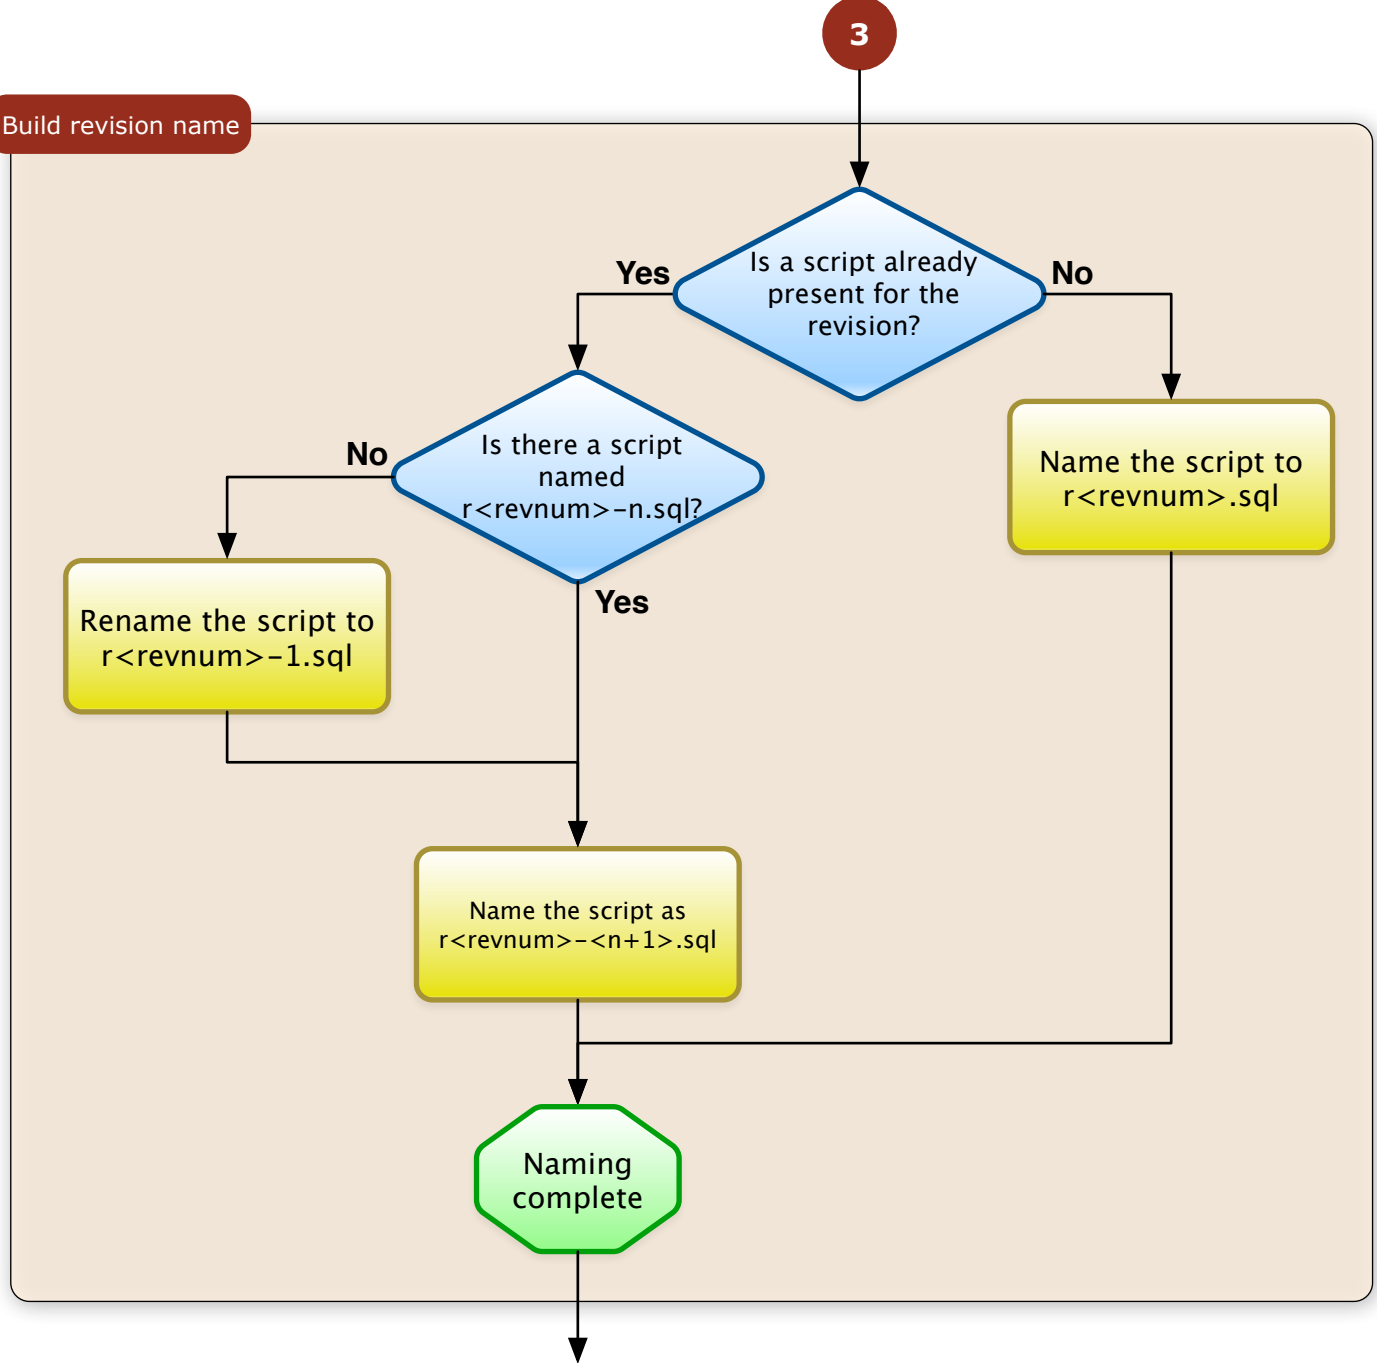 3
Build revision name
Is a script already
present for the
revision?
Yes
No
Is there a script
named
r<revnum>-n.sql?
No
Yes
Name the script to
r<revnum>.sql
Rename the script to
r<revnum>-1.sql
Name the script as
r<revnum>-<n+1>.sql
Naming
complete